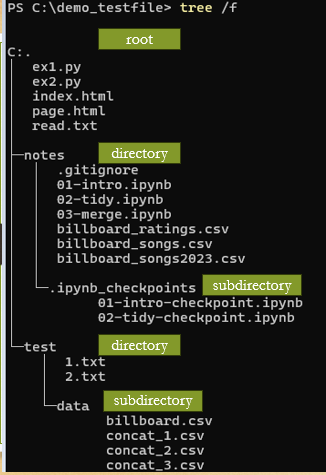 PS C:\demo_testfile> tree /f
root
C:.
ex1.py
ex2.py
index.html
page.html
read.txt
notes directory
.gitignore
01-intro.ipynb
02-tidy.ipynb
03-merge.ipynb
billboard_ratings.csv
billboard_songs.csv
billboard_songs2023.csv
.ipynb_checkpoints subdirectory
01-intro-checkpoint.ipynb
02-tidy-checkpoint.ipynb
test directory
1.txt
2.txt
data subdirectory
billboard.csv
concat_1.csv
concat_2.csv
concat_3.csv